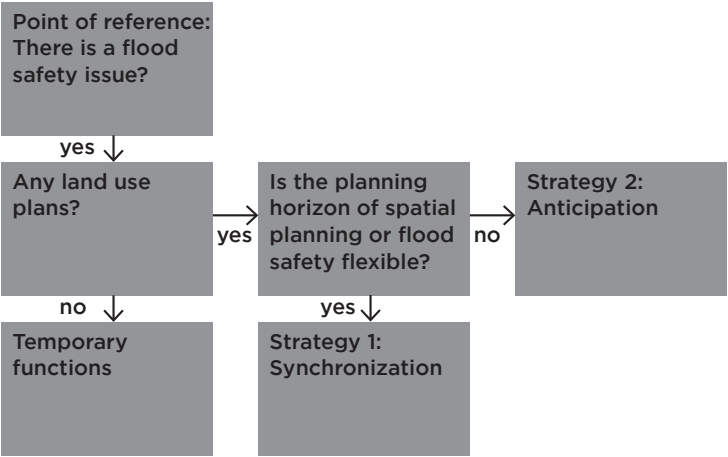 Point of reference:
There is a flood
safety issue?
yes
Any land use
plans?
yes
Is the planning
horizon of spatial
planning or flood
safety flexible?
no
Strategy 2:
Anticipation
no
yes
Temporary
functions
Strategy 1:
Synchronization